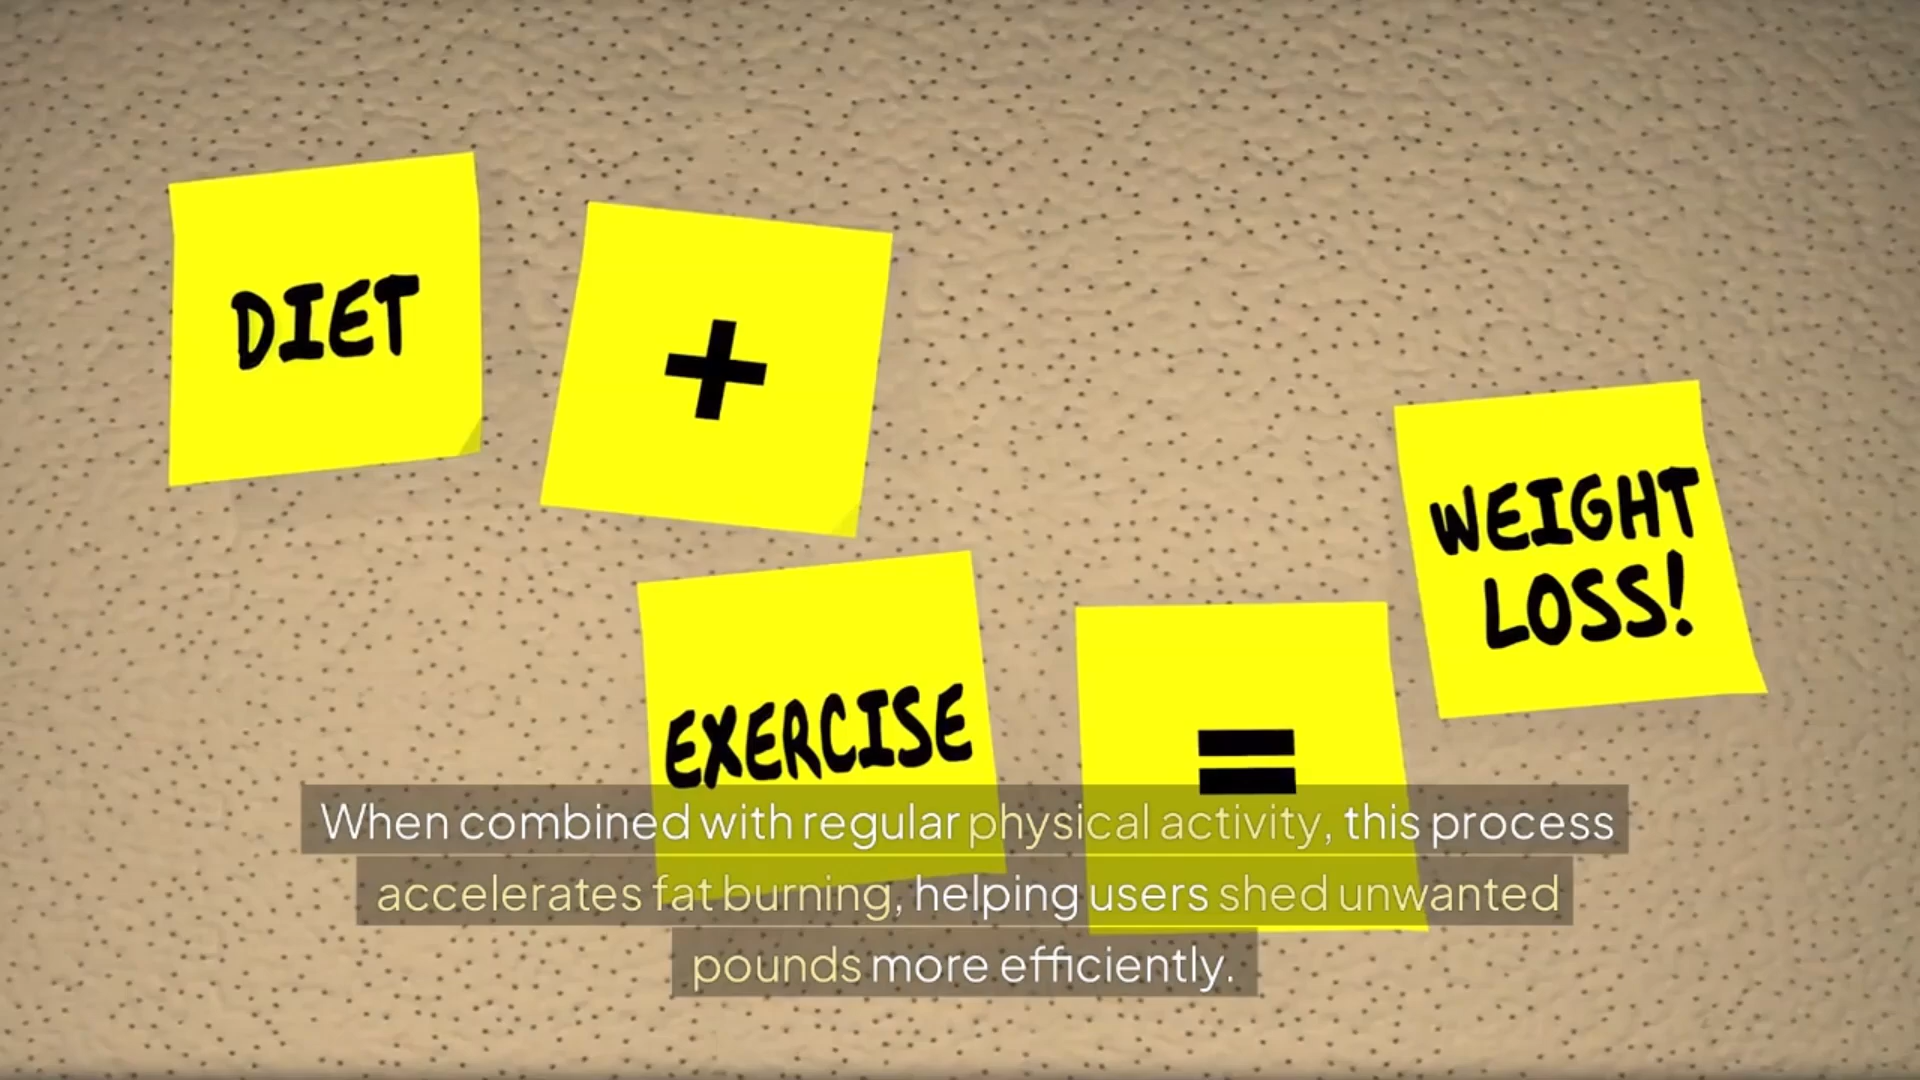 DIET
+
EXERCISE
=
WEIGHT
LOSS!
When combined with regular physical activity, this process
accelerates fat burning, helping users shed unwanted
pounds more efficiently.